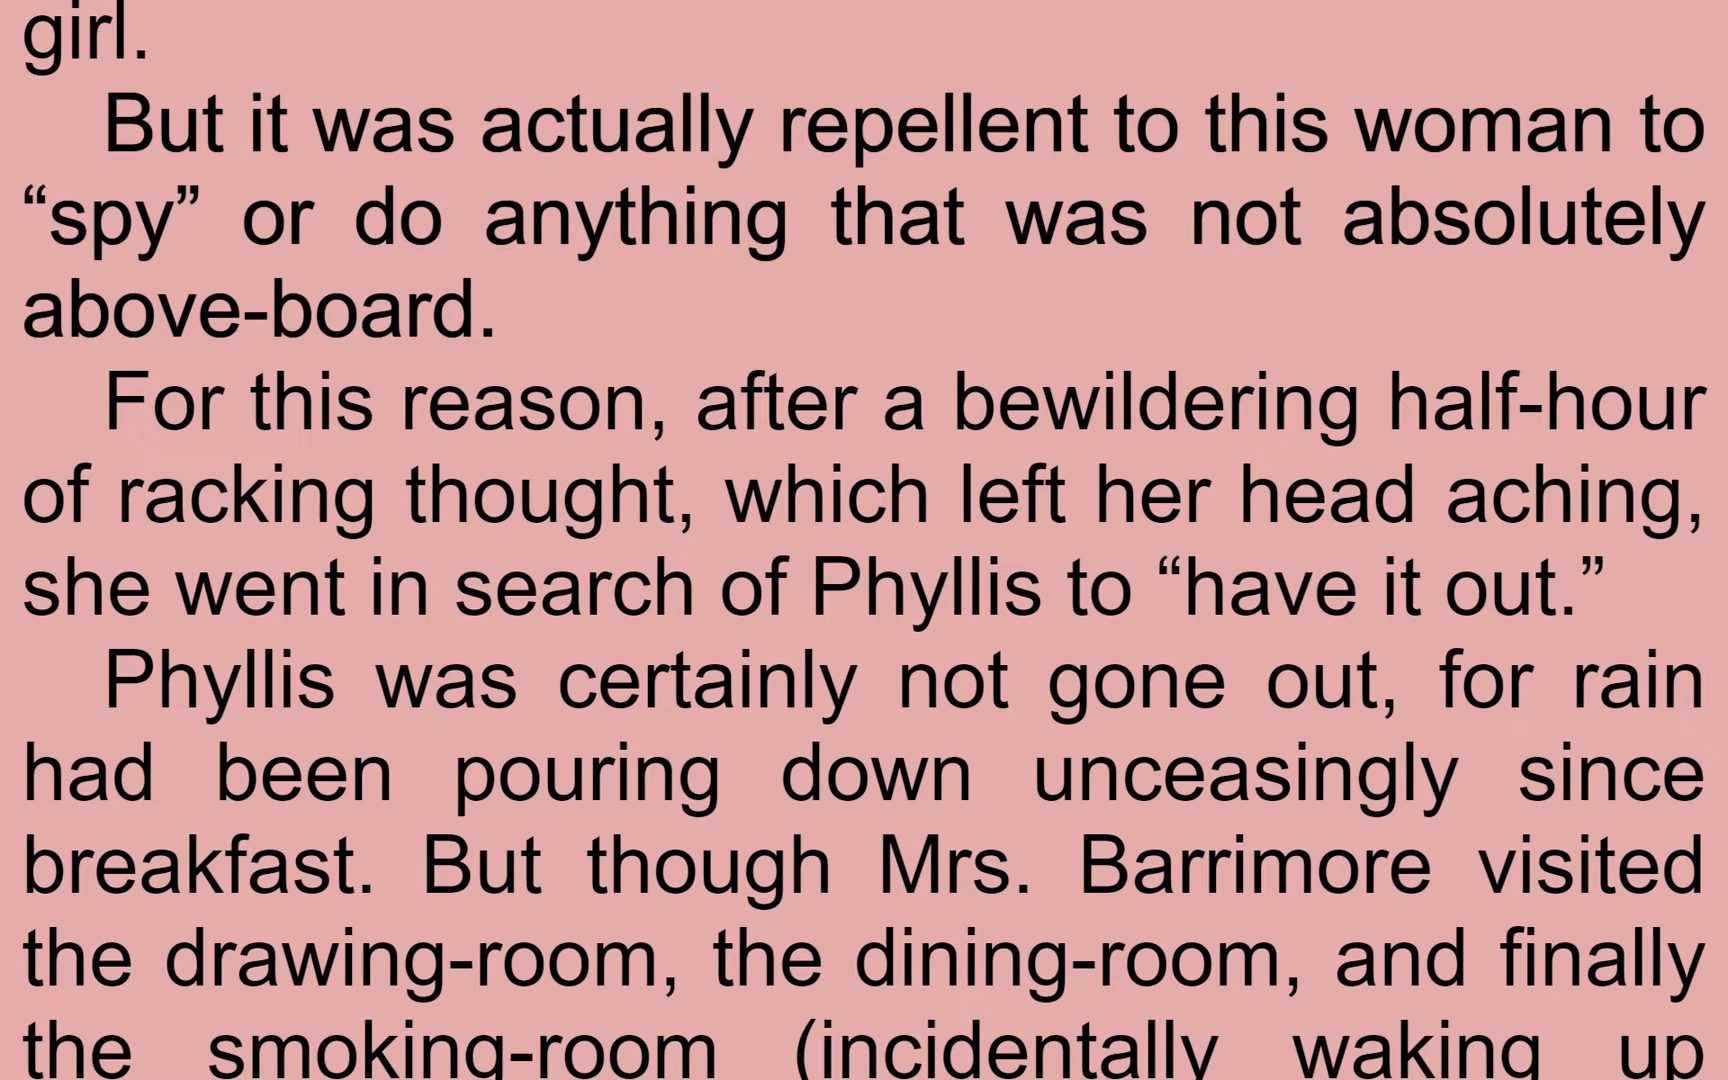 girl.
But it was actually repellent to this woman to
“spy” or do anything that was not absolutely
above-board.
For this reason, after a bewildering half-hour
of racking thought, which left her head aching,
she went in search of Phyllis to “have it out.”
Phyllis was certainly not gone out, for rain
had been pouring down unceasingly since
breakfast. But though Mrs. Barrimore visited
the drawing-room, the dining-room, and finally
the smoking-room (incidentally waking up